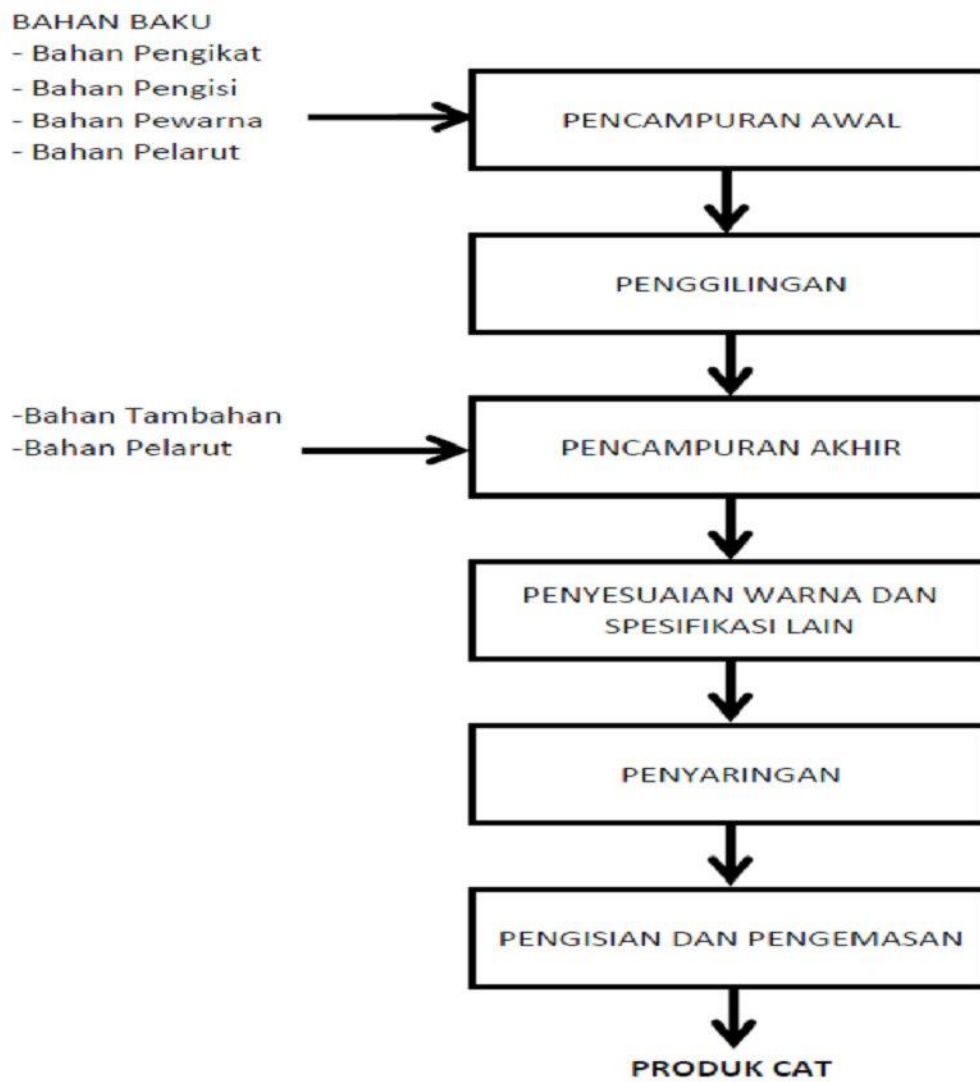 BAHAN BAKU
- Bahan Pengikat
- Bahan Pengisi
- Bahan Pewarna
- Bahan Pelarut
PENCAMPURAN AWAL
PENGGILINGAN
-Bahan Tambahan
-Bahan Pelarut
PENCAMPURAN AKHIR
PENYESUAIAN WARNA DAN
SPESIFIKASI LAIN
PENYARINGAN
PENGISIAN DAN PENGEMASAN
PRODUK CAT